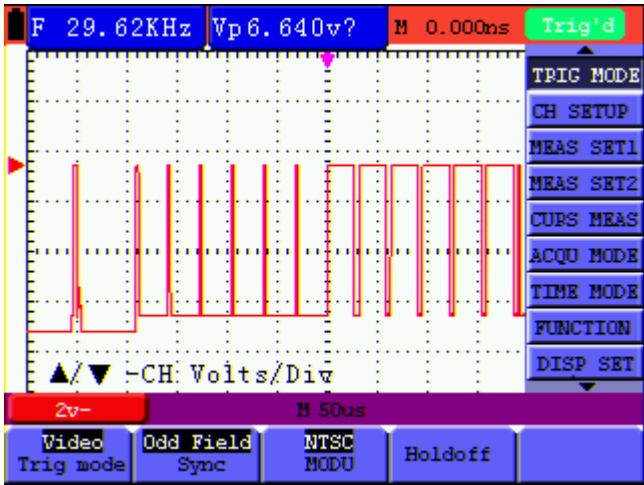 F 29.62KHz Vp6.640v? M 0.000ns Trig'd
TRIG MODE
CH SETUP
MEAS SET1
MEAS SET2
CURS MEAS
ACQU MODE
TIME MODE
FUNCTION
DISP SET
▲/▼ -CH Volts/Div
2v- M 50us
Video Odd Field NTSC Holdoff
Trig mode Sync MODU